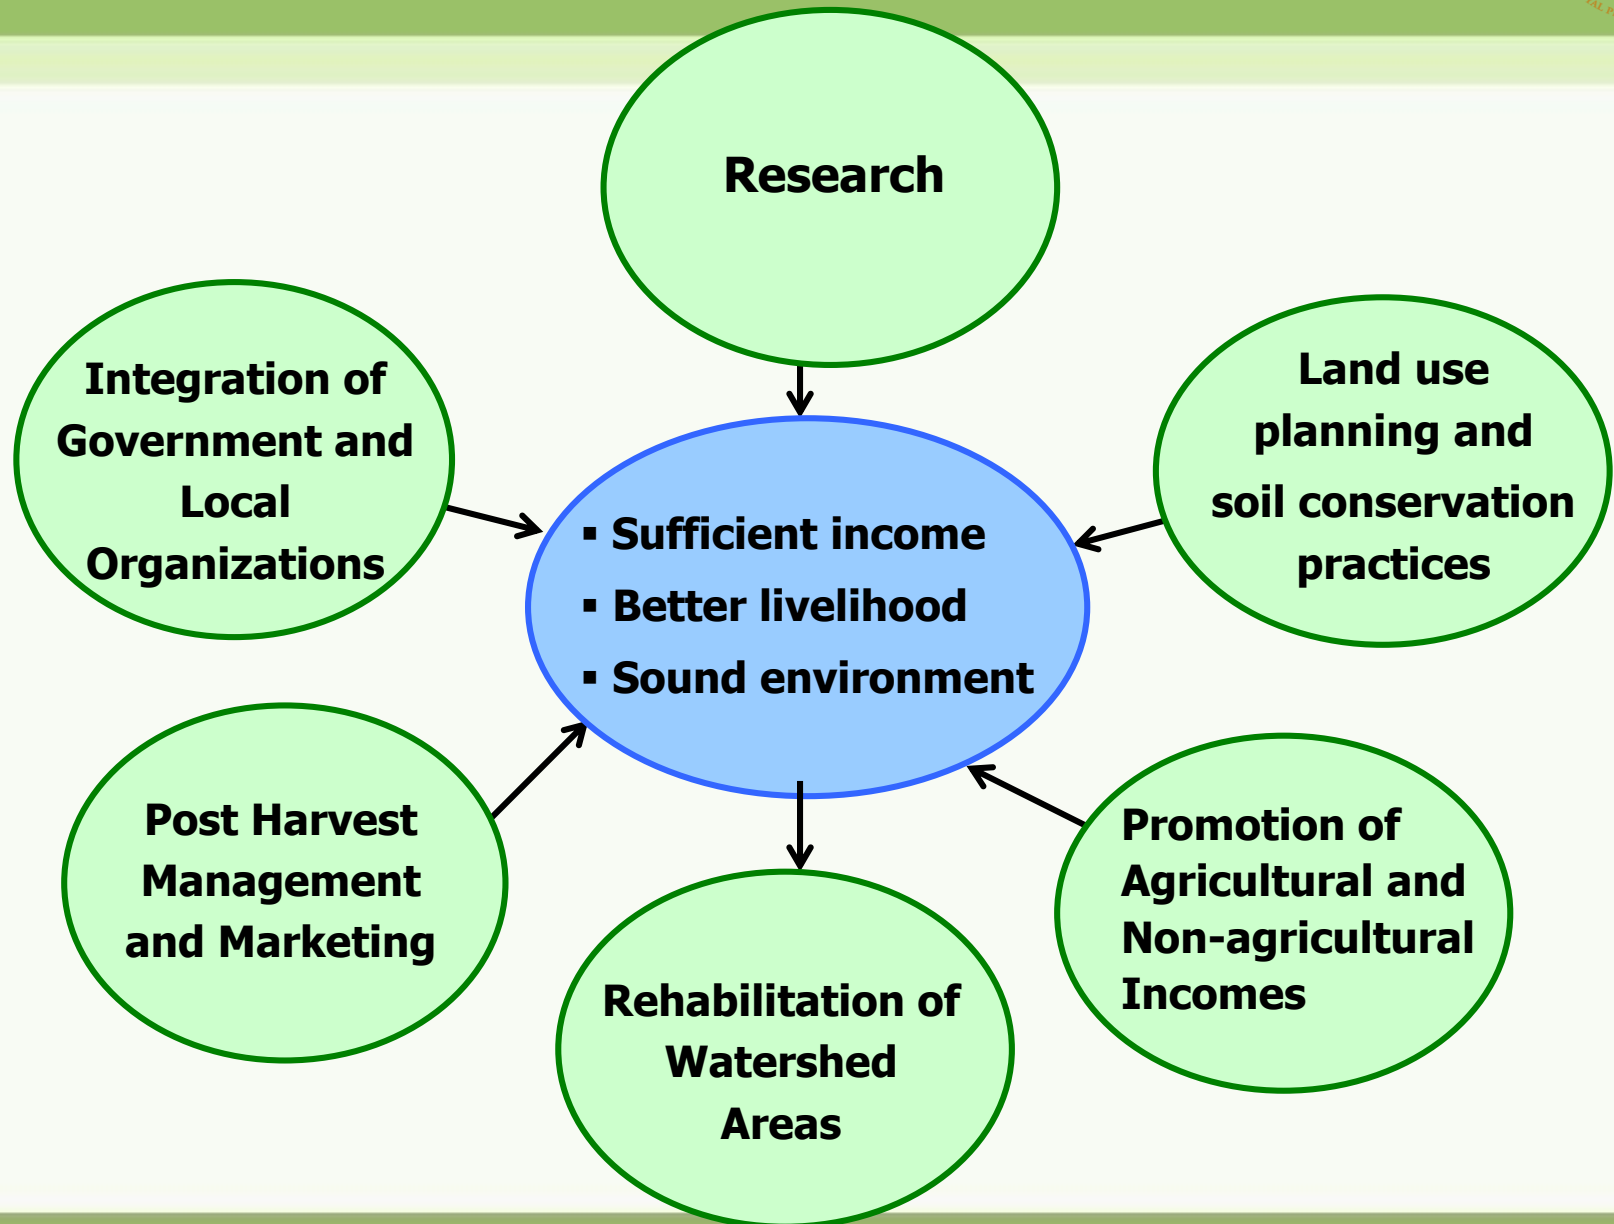 Research
Integration of
Government and
Local
Organizations
Land use
planning and
soil conservation
practices
▪ Sufficient income
▪ Better livelihood
▪ Sound environment
Post Harvest
Management
and Marketing
Promotion of
Agricultural and
Non-agricultural
Incomes
Rehabilitation of
Watershed
Areas